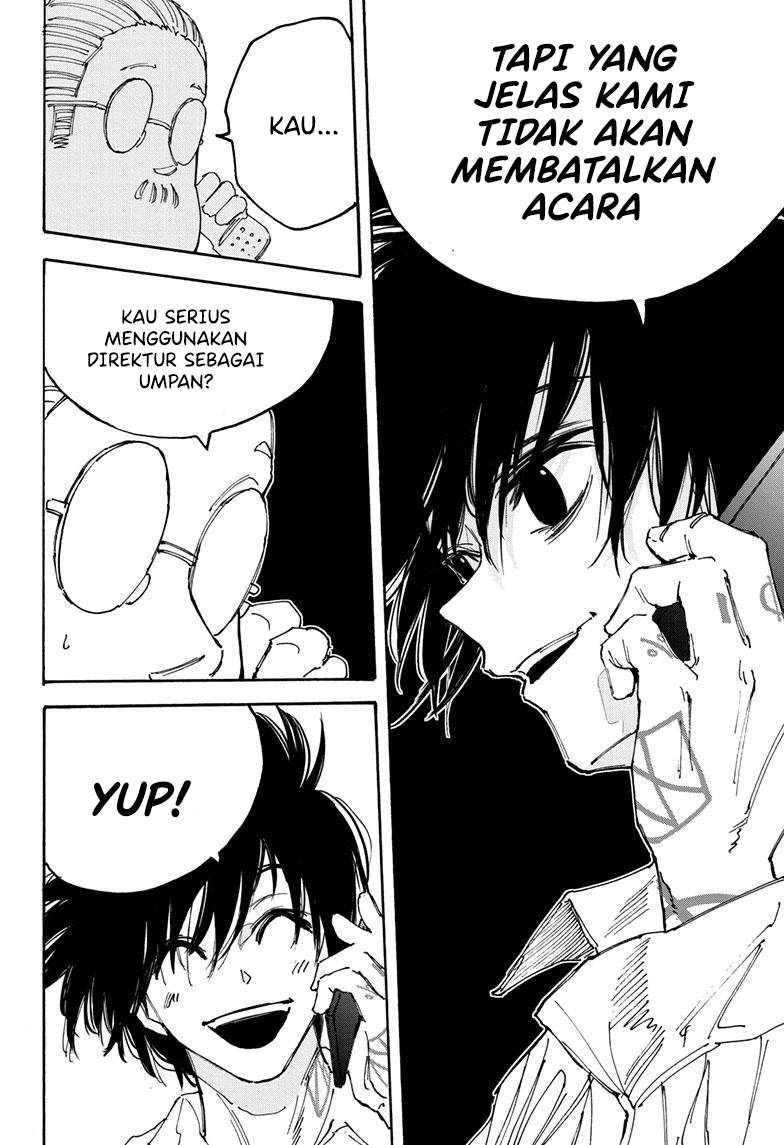 TAPI YANG
JELAS KAMI
TIDAK AKAN
MEMBATALKAN
ACARA
KAU...
KAU SERIUS
MENGGUNAKAN
DIREKTUR SEBAGAI
UMPAN?
YUP!